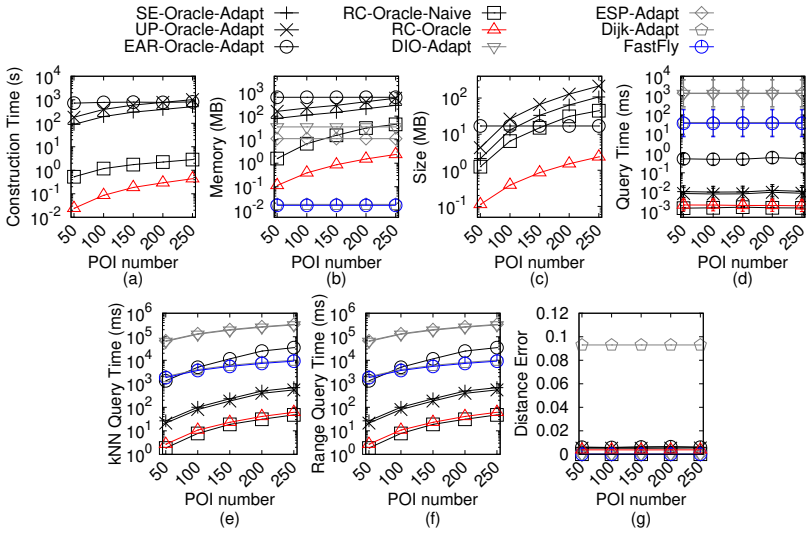 SE-Oracle-Adapt RC-Oracle-Naive ESP-Adapt
UP-Oracle-Adapt RC-Oracle Dijk-Adapt
EAR-Oracle-Adapt DIO-Adapt FastFly
Construction Time (s)
10^4
10^3
10^2
10^1
10^0
10^-1
10^-2
50 100 150 200 250
POI number
(a)
Memory (MB)
10^4
10^3
10^2
10^1
10^0
10^-1
10^-2
50 100 150 200 250
POI number
(b)
Size (MB)
10^2
10^1
10^0
10^-1
50 100 150 200 250
POI number
(c)
Query Time (ms)
10^4
10^3
10^2
10^1
10^0
10^-1
10^-2
10^-3
50 100 150 200 250
POI number
(d)
kNN Query Time (ms)
10^6
10^5
10^4
10^3
10^2
10^1
10^0
50 100 150 200 250
POI number
(e)
Range Query Time (ms)
10^6
10^5
10^4
10^3
10^2
10^1
10^0
50 100 150 200 250
POI number
(f)
Distance Error
0.12
0.1
0.08
0.06
0.04
0.02
0
50 100 150 200 250
POI number
(g)